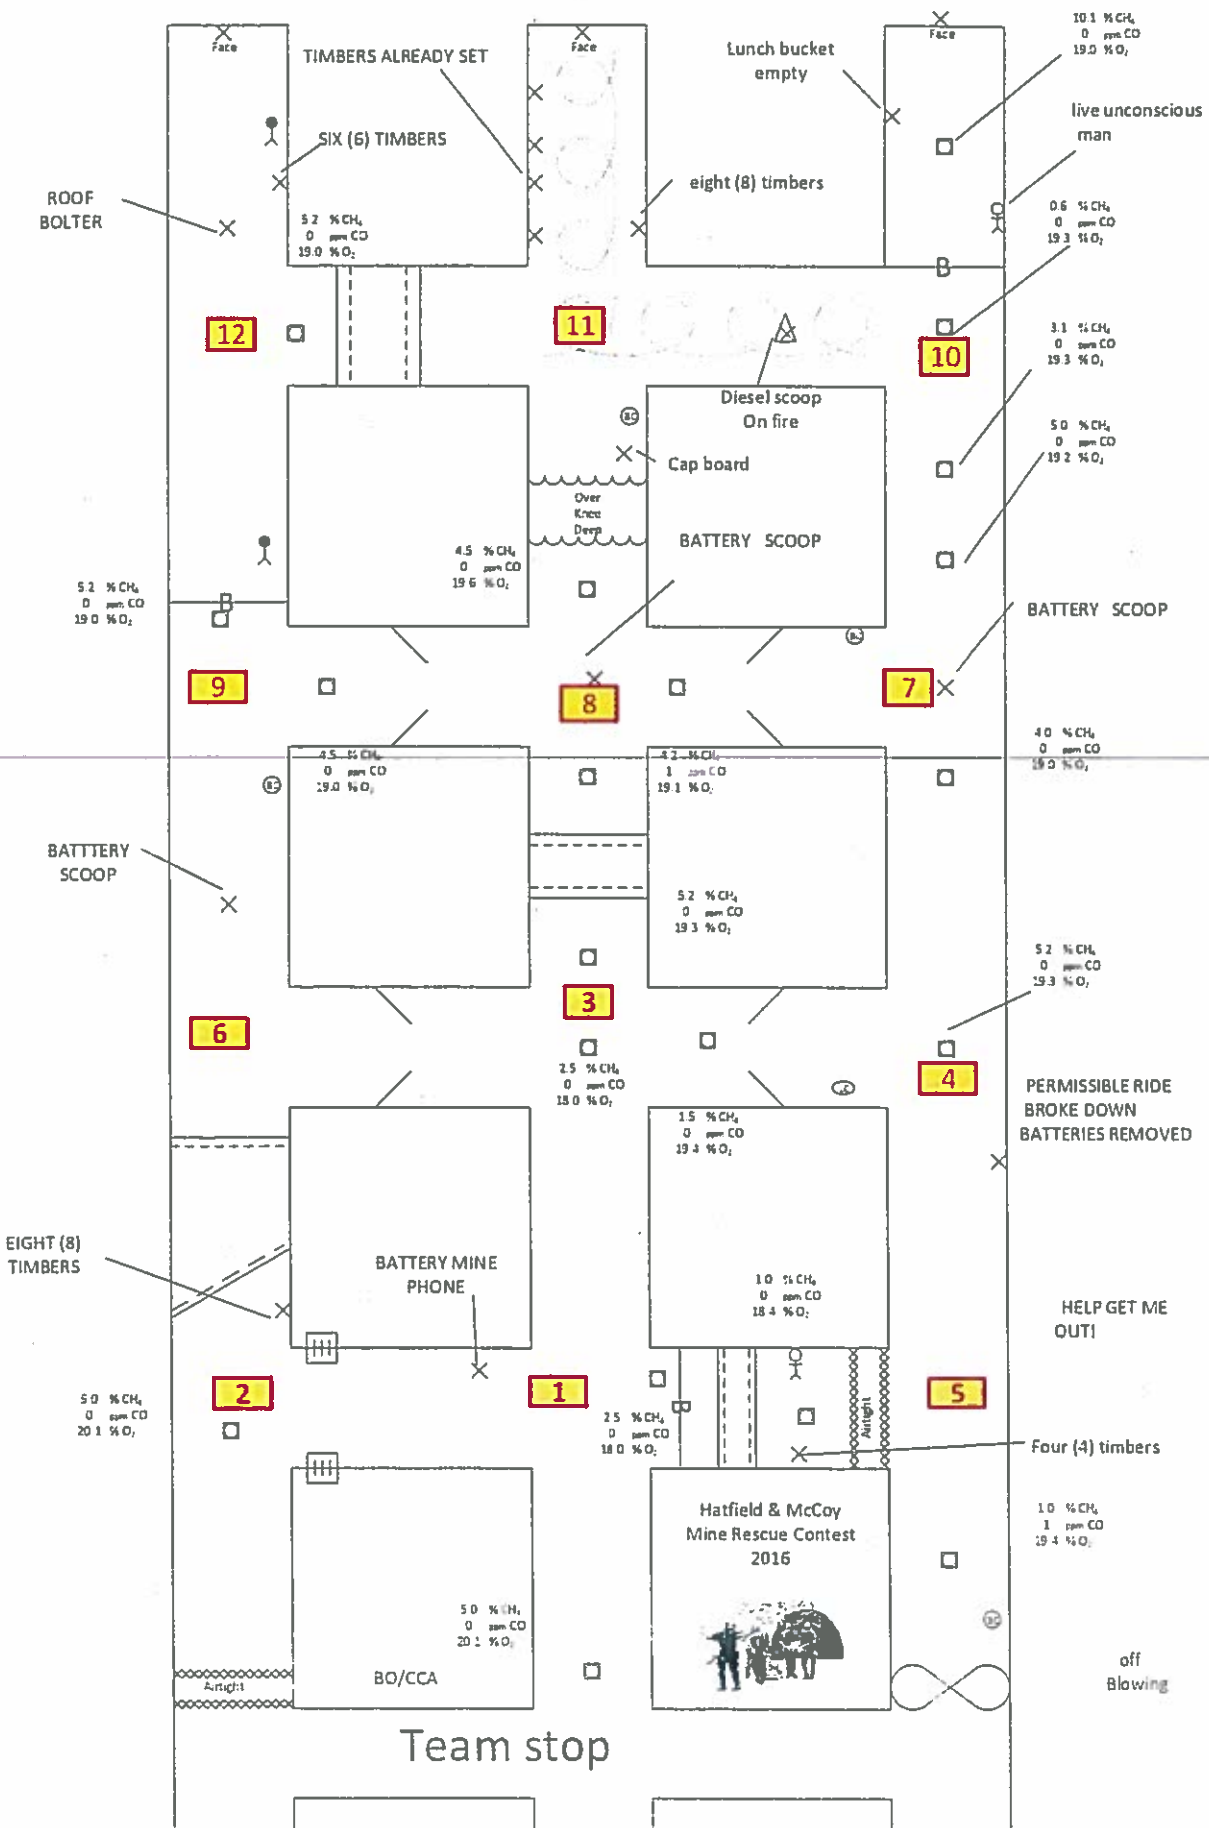 Face
TIMBERS ALREADY SET
Face
Lunch bucket
empty
Face
10.1 % CH₄
0 ppm CO
19.0 % O₂
live unconscious
man
SIX (6) TIMBERS
ROOF
BOLTER
eight (8) timbers
5.2 % CH₄
0 ppm CO
19.0 % O₂
0.6 % CH₄
0 ppm CO
19.3 % O₂
B
12
11
10
3.1 % CH₄
0 ppm CO
19.3 % O₂
Diesel scoop
On fire
Cap board
5.0 % CH₄
0 ppm CO
19.2 % O₂
Over
Knee
Deep
BATTERY SCOOP
4.5 % CH₄
0 ppm CO
19.6 % O₂
5.2 % CH₄
0 ppm CO
19.0 % O₂
B
BATTERY SCOOP
9
8
7
4.5 % CH₄
0 ppm CO
19.0 % O₂
4.2 % CH₄
1 ppm CO
19.1 % O₂
4.0 % CH₄
0 ppm CO
% O₂
BATTTERY
SCOOP
5.2 % CH₄
0 ppm CO
19.3 % O₂
5.2 % CH₄
0 ppm CO
19.3 % O₂
3
6
4
2.5 % CH₄
0 ppm CO
18.0 % O₂
PERMISSIBLE RIDE
BROKE DOWN
BATTERIES REMOVED
1.5 % CH₄
0 ppm CO
19.4 % O₂
EIGHT (8)
TIMBERS
BATTERY MINE
PHONE
1.0 % CH₄
0 ppm CO
18.4 % O₂
HELP GET ME
OUT!
2
1
5
5.0 % CH₄
0 ppm CO
20.1 % O₂
2.5 % CH₄
0 ppm CO
18.0 % O₂
B
Airtight
Four (4) timbers
Hatfield & McCoy
Mine Rescue Contest
2016
1.0 % CH₄
1 ppm CO
19.4 % O₂
5.0 % CH₄
0 ppm CO
20.1 % O₂
off
Blowing
Airtight
BO/CCA
Team stop